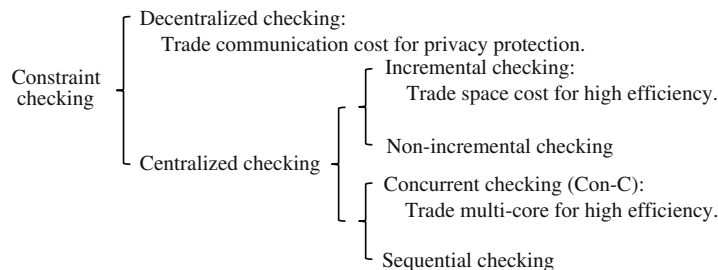 Decentralized checking:
Trade communication cost for privacy protection.
Constraint
checking
Incremental checking:
Trade space cost for high efficiency.
Non-incremental checking
Centralized checking
Concurrent checking (Con-C):
Trade multi-core for high efficiency.
Sequential checking